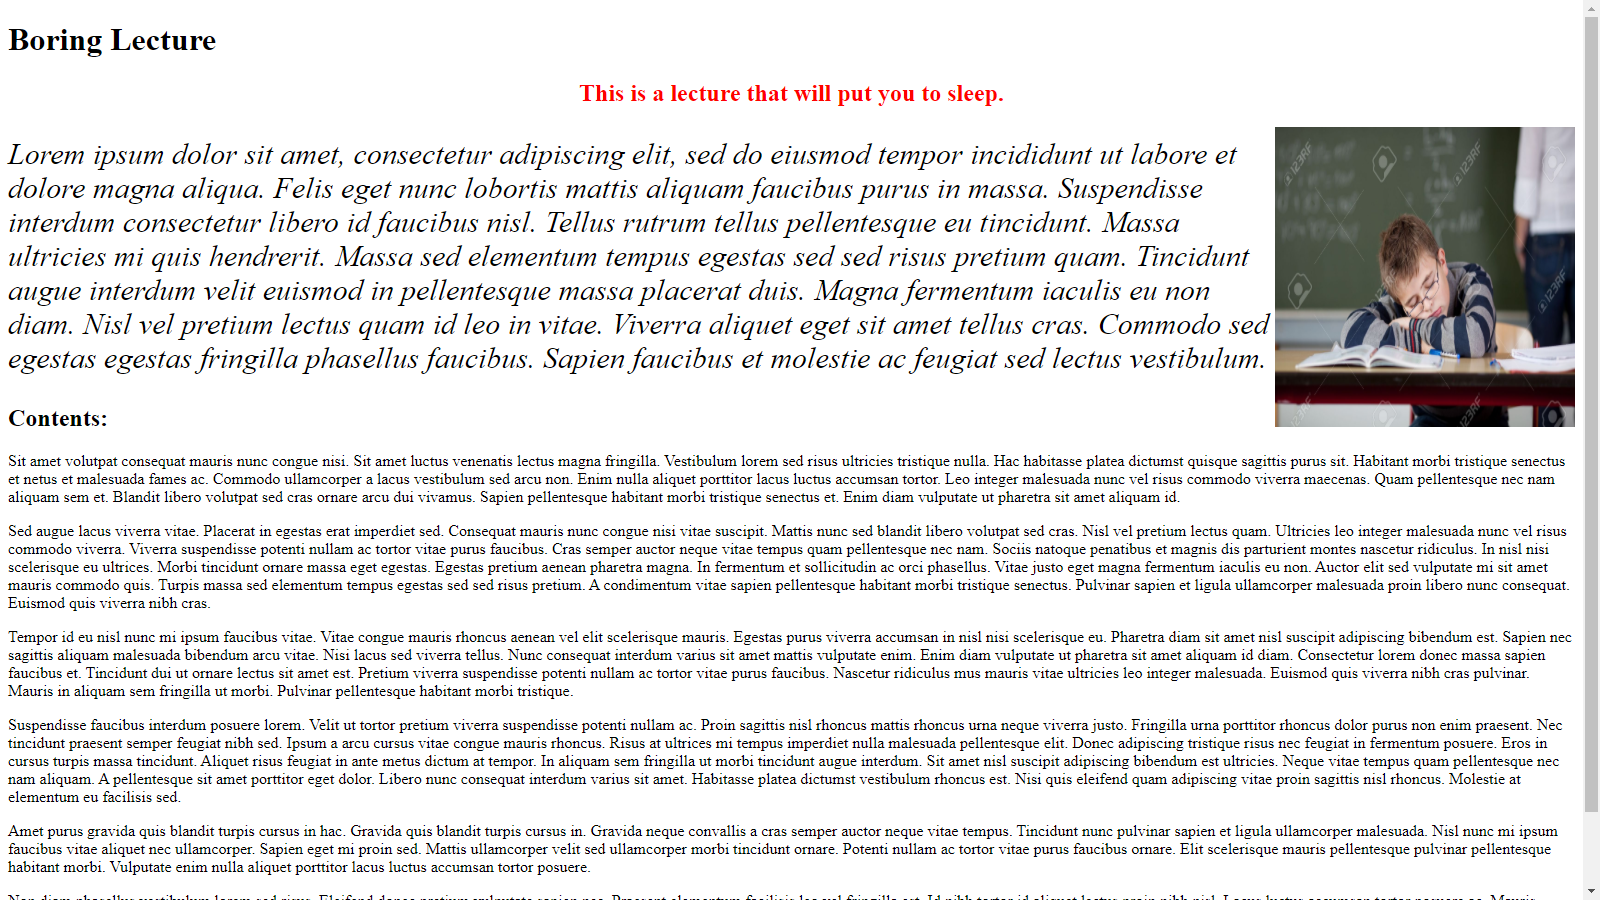 Boring Lecture
This is a lecture that will put you to sleep.
Lorem ipsum dolor sit amet, consectetur adipiscing elit, sed do eiusmod tempor incididunt ut labore et
dolore magna aliqua. Felis eget nunc lobortis mattis aliquam faucibus purus in massa. Suspendisse
interdum consectetur libero id faucibus nisl. Tellus rutrum tellus pellentesque eu tincidunt. Massa
ultricies mi quis hendrerit. Massa sed elementum tempus egestas sed sed risus pretium quam. Tincidunt
augue interdum velit euismod in pellentesque massa placerat duis. Magna fermentum iaculis eu non
diam. Nisl vel pretium lectus quam id leo in vitae. Viverra aliquet eget sit amet tellus cras. Commodo sed
egestas egestas fringilla phasellus faucibus. Sapien faucibus et molestie ac feugiat sed lectus vestibulum.
123RF
123RF
123RF
123RF
123RF
Contents:
Sit amet volutpat consequat mauris nunc congue nisi. Sit amet luctus venenatis lectus magna fringilla. Vestibulum lorem sed risus ultricies tristique nulla. Hac habitasse platea dictumst quisque sagittis purus sit. Habitant morbi tristique senectus
et netus et malesuada fames ac. Commodo ullamcorper a lacus vestibulum sed arcu non. Enim nulla aliquet porttitor lacus luctus accumsan tortor. Leo integer malesuada nunc vel risus commodo viverra maecenas. Quam pellentesque nec nam
aliquam sem et. Blandit libero volutpat sed cras ornare arcu dui vivamus. Sapien pellentesque habitant morbi tristique senectus et. Enim diam vulputate ut pharetra sit amet aliquam id.
Sed augue lacus viverra vitae. Placerat in egestas erat imperdiet sed. Consequat mauris nunc congue nisi vitae suscipit. Mattis nunc sed blandit libero volutpat sed cras. Nisl vel pretium lectus quam. Ultricies leo integer malesuada nunc vel risus
commodo viverra. Viverra suspendisse potenti nullam ac tortor vitae purus faucibus. Cras semper auctor neque vitae tempus quam pellentesque nec nam. Sociis natoque penatibus et magnis dis parturient montes nascetur ridiculus. In nisl nisi
scelerisque eu ultrices. Morbi tincidunt ornare massa eget egestas. Egestas pretium aenean pharetra magna. In fermentum et sollicitudin ac orci phasellus. Vitae justo eget magna fermentum iaculis eu non. Auctor elit sed vulputate mi sit amet
mauris commodo quis. Turpis massa sed elementum tempus egestas sed sed risus pretium. A condimentum vitae sapien pellentesque habitant morbi tristique senectus. Pulvinar sapien et ligula ullamcorper malesuada proin libero nunc consequat.
Euismod quis viverra nibh cras.
Tempor id eu nisl nunc mi ipsum faucibus vitae. Vitae congue mauris rhoncus aenean vel elit scelerisque mauris. Egestas purus viverra accumsan in nisl nisi scelerisque eu. Pharetra diam sit amet nisl suscipit adipiscing bibendum est. Sapien nec
sagittis aliquam malesuada bibendum arcu vitae. Nisi lacus sed viverra tellus. Nunc consequat interdum varius sit amet mattis vulputate enim. Enim diam vulputate ut pharetra sit amet aliquam id diam. Consectetur lorem donec massa sapien
faucibus et. Tincidunt dui ut ornare lectus sit amet est. Pretium viverra suspendisse potenti nullam ac tortor vitae purus faucibus. Nascetur ridiculus mus mauris vitae ultricies leo integer malesuada. Euismod quis viverra nibh cras pulvinar.
Mauris in aliquam sem fringilla ut morbi. Pulvinar pellentesque habitant morbi tristique.
Suspendisse faucibus interdum posuere lorem. Velit ut tortor pretium viverra suspendisse potenti nullam ac. Proin sagittis nisl rhoncus mattis rhoncus urna neque viverra justo. Fringilla urna porttitor rhoncus dolor purus non enim praesent. Nec
tincidunt praesent semper feugiat nibh sed. Ipsum a arcu cursus vitae congue mauris rhoncus. Risus at ultrices mi tempus imperdiet nulla malesuada pellentesque elit. Donec adipiscing tristique risus nec feugiat in fermentum posuere. Eros in
cursus turpis massa tincidunt. Aliquet risus feugiat in ante metus dictum at tempor. In aliquam sem fringilla ut morbi tincidunt augue interdum. Sit amet nisl suscipit adipiscing bibendum est ultricies. Neque vitae tempus quam pellentesque nec
nam aliquam. A pellentesque sit amet porttitor eget dolor. Libero nunc consequat interdum varius sit amet. Habitasse platea dictumst vestibulum rhoncus est. Nisi quis eleifend quam adipiscing vitae proin sagittis nisl rhoncus. Molestie at
elementum eu facilisis sed.
Amet purus gravida quis blandit turpis cursus in hac. Gravida quis blandit turpis cursus in. Gravida neque convallis a cras semper auctor neque vitae tempus. Tincidunt nunc pulvinar sapien et ligula ullamcorper malesuada. Nisl nunc mi ipsum
faucibus vitae aliquet nec ullamcorper. Sapien eget mi proin sed. Mattis ullamcorper velit sed ullamcorper morbi tincidunt ornare. Potenti nullam ac tortor vitae purus faucibus ornare. Elit scelerisque mauris pellentesque pulvinar pellentesque
habitant morbi. Vulputate enim nulla aliquet porttitor lacus luctus accumsan tortor posuere.